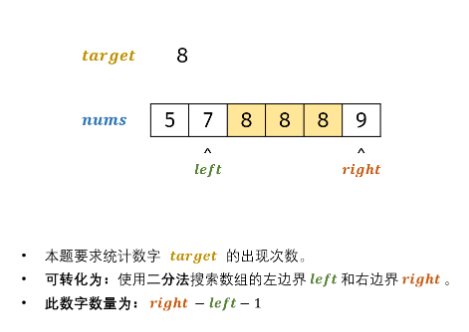 target 8
nums 5 7 8 8 8 9
^ ^
left right
• 本题要求统计数字 target 的出现次数。
• 可转化为：使用二分法搜索数组的左边界 left 和右边界 right 。
• 此数字数量为： right − left − 1